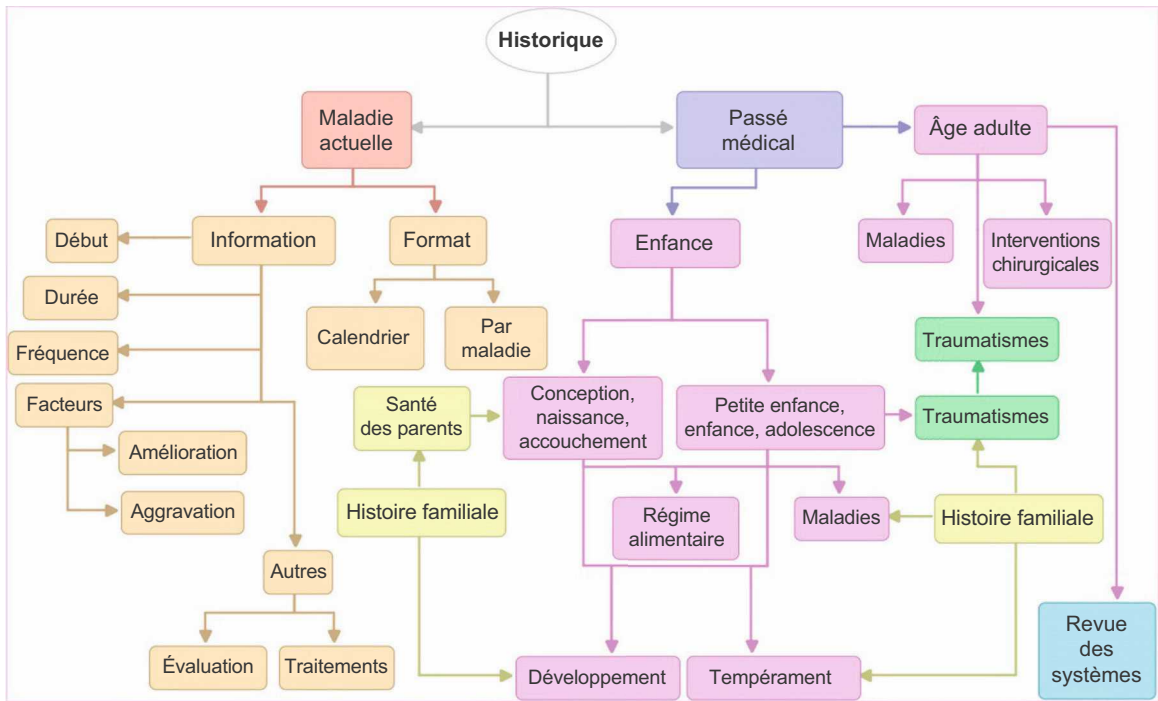 Historique
Maladie
actuelle
Passé
médical
Âge adulte
Début
Information
Format
Enfance
Maladies
Interventions
chirurgicales
Durée
Calendrier
Par
maladie
Fréquence
Traumatismes
Facteurs
Santé
des parents
Conception,
naissance,
accouchement
Petite enfance,
enfance, adolescence
Traumatismes
Amélioration
Aggravation
Histoire familiale
Régime
alimentaire
Maladies
Histoire familiale
Autres
Revue
des
systèmes
Évaluation
Traitements
Développement
Tempérament